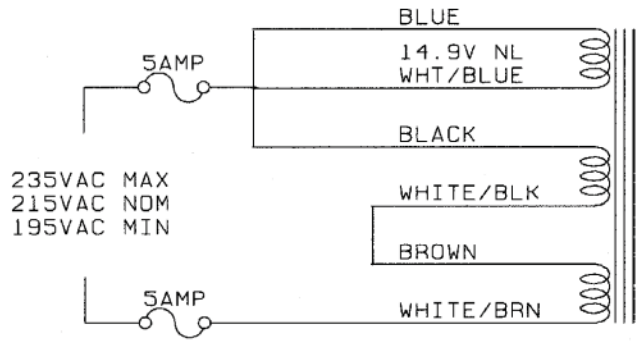 BLUE
5AMP
14.9V NL
WHT/BLUE
BLACK
235VAC MAX
215VAC NOM
195VAC MIN
WHITE/BLK
BROWN
5AMP
WHITE/BRN